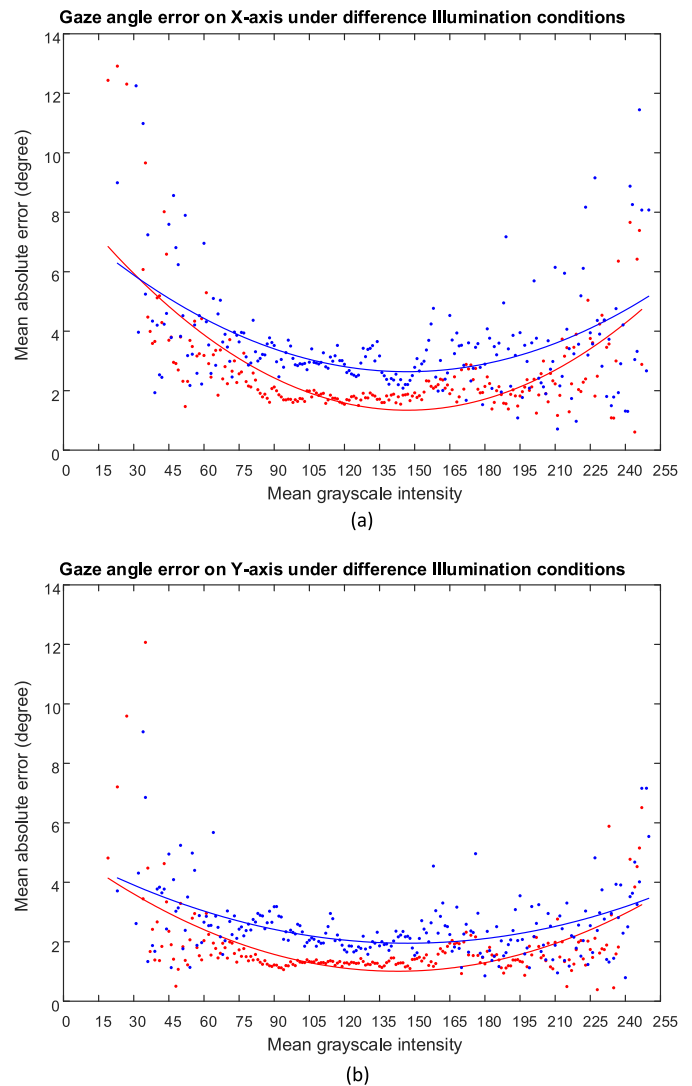 Gaze angle error on X-axis under difference Illumination conditions
14
12
10
8
6
4
2
0
Mean absolute error (degree)
0 15 30 45 60 75 90 105 120 135 150 165 180 195 210 225 240 255
Mean grayscale intensity
(a)
Gaze angle error on Y-axis under difference Illumination conditions
14
12
10
8
6
4
2
0
Mean absolute error (degree)
0 15 30 45 60 75 90 105 120 135 150 165 180 195 210 225 240 255
Mean grayscale intensity
(b)